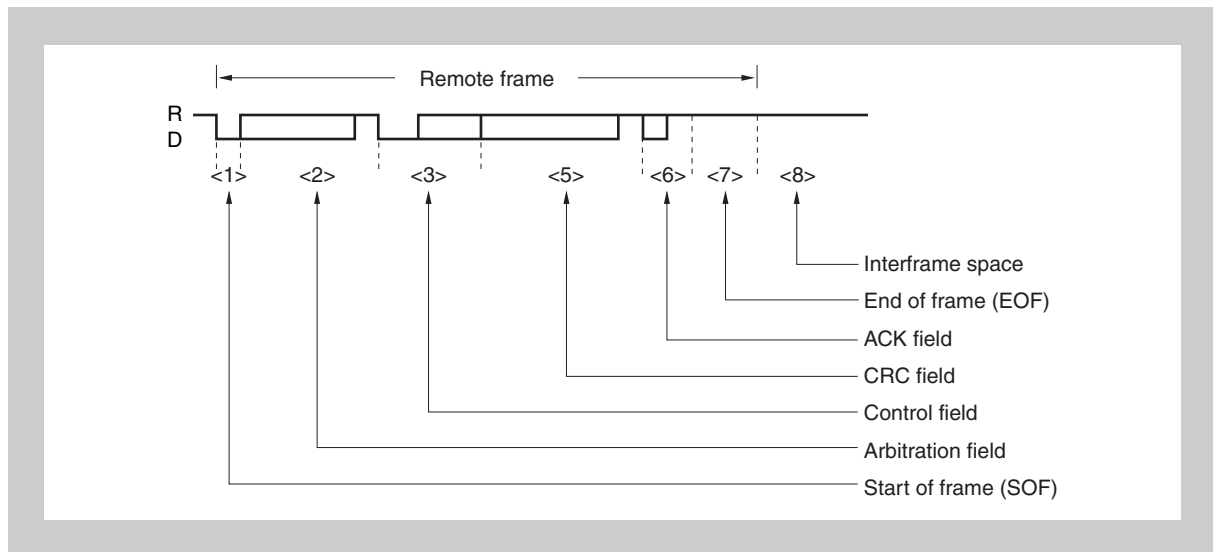 Remote frame
R
D
<1> <2> <3> <5> <6> <7> <8>
Interframe space
End of frame (EOF)
ACK field
CRC field
Control field
Arbitration field
Start of frame (SOF)